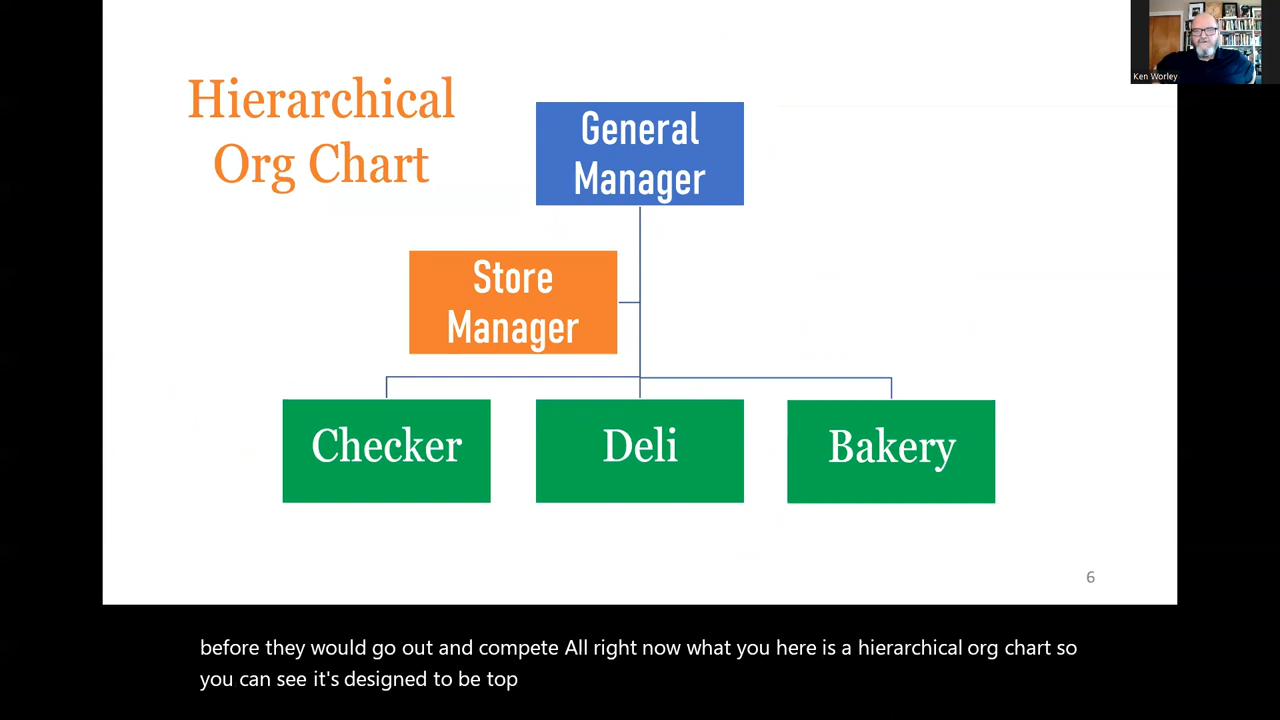 Hierarchical
Org Chart
General
Manager
Store
Manager
Checker
Deli
Bakery
6
Ken Worley
before they would go out and compete All right now what you here is a hierarchical org chart so
you can see it's designed to be top